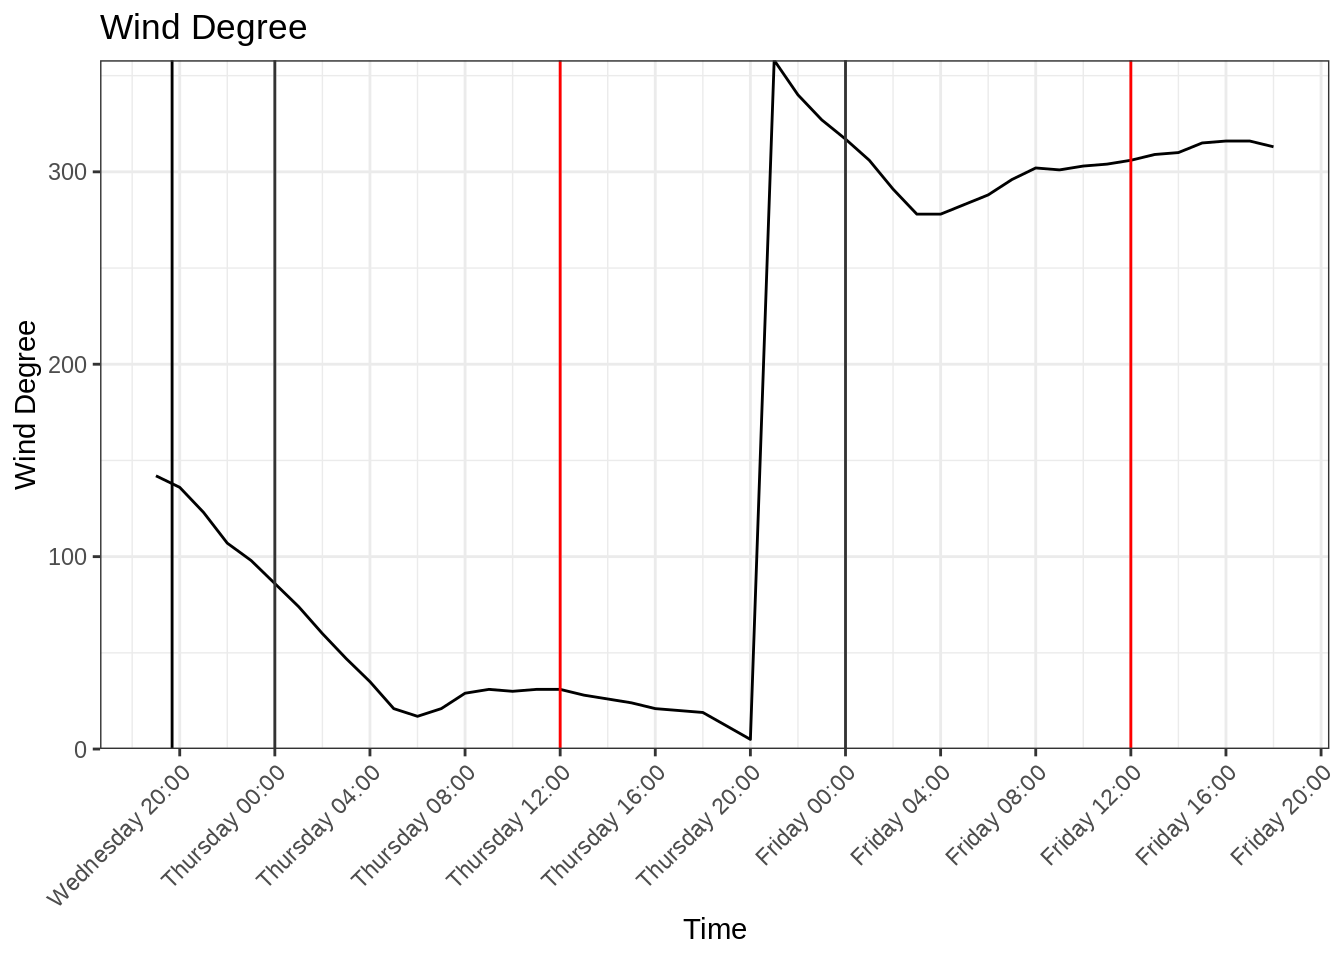 Wind Degree
Wind Degree
300
200
100
0
Wednesday 20:00
Thursday 00:00
Thursday 04:00
Thursday 08:00
Thursday 12:00
Thursday 16:00
Thursday 20:00
Friday 00:00
Friday 04:00
Friday 08:00
Friday 12:00
Friday 16:00
Friday 20:00
Time